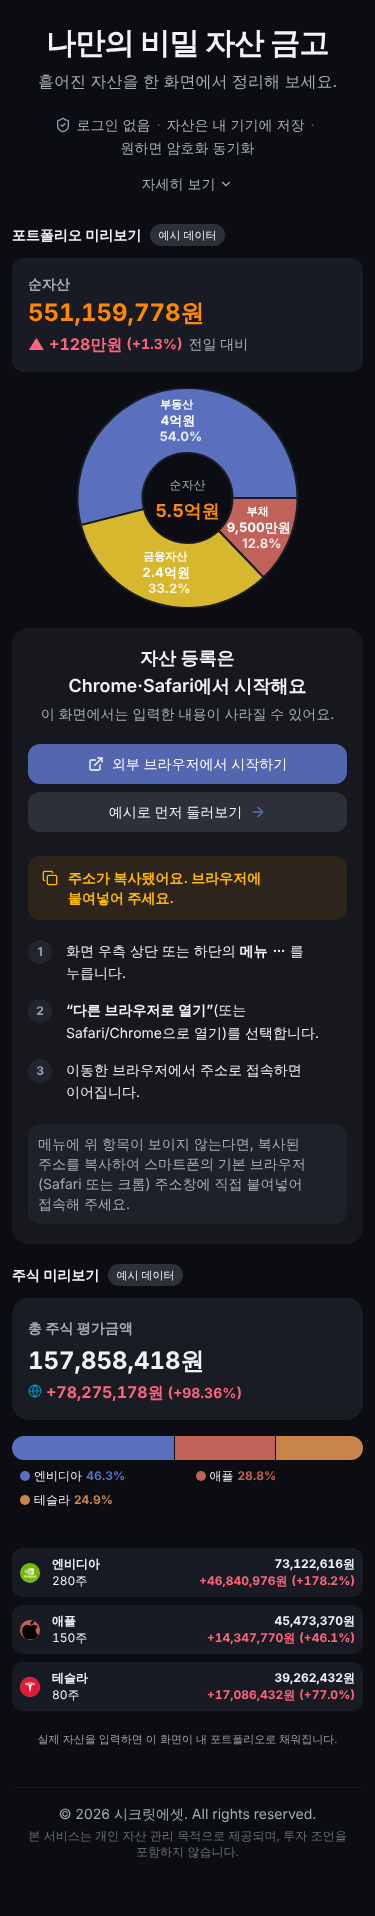 나만의 비밀 자산 금고
흩어진 자산을 한 화면에서 정리해 보세요.
로그인 없음 · 자산은 내 기기에 저장 ·
원하면 암호화 동기화
자세히 보기
포트폴리오 미리보기 예시 데이터
순자산
551,159,778원
▲ +128만원 (+1.3%) 전일 대비
부동산
4억원
54.0%
순자산
5.5억원
부채
9,500만원
12.8%
금융자산
2.4억원
33.2%
자산 등록은
Chrome·Safari에서 시작해요
이 화면에서는 입력한 내용이 사라질 수 있어요.
외부 브라우저에서 시작하기
예시로 먼저 둘러보기 →
주소가 복사됐어요. 브라우저에
붙여넣어 주세요.
1 화면 우측 상단 또는 하단의 메뉴 ··· 를
누릅니다.
2 “다른 브라우저로 열기”(또는
Safari/Chrome으로 열기)를 선택합니다.
3 이동한 브라우저에서 주소로 접속하면
이어집니다.
메뉴에 위 항목이 보이지 않는다면, 복사된
주소를 복사하여 스마트폰의 기본 브라우저
(Safari 또는 크롬) 주소창에 직접 붙여넣어
접속해 주세요.
주식 미리보기 예시 데이터
총 주식 평가금액
157,858,418원
+78,275,178원 (+98.36%)
엔비디아 46.3% 애플 28.8%
테슬라 24.9%
엔비디아 73,122,616원
280주 +46,840,976원 (+178.2%)
애플 45,473,370원
150주 +14,347,770원 (+46.1%)
테슬라 39,262,432원
80주 +17,086,432원 (+77.0%)
실제 자산을 입력하면 이 화면이 내 포트폴리오로 채워집니다.
© 2026 시크릿에셋. All rights reserved.
본 서비스는 개인 자산 관리 목적으로 제공되며, 투자 조언을
포함하지 않습니다.